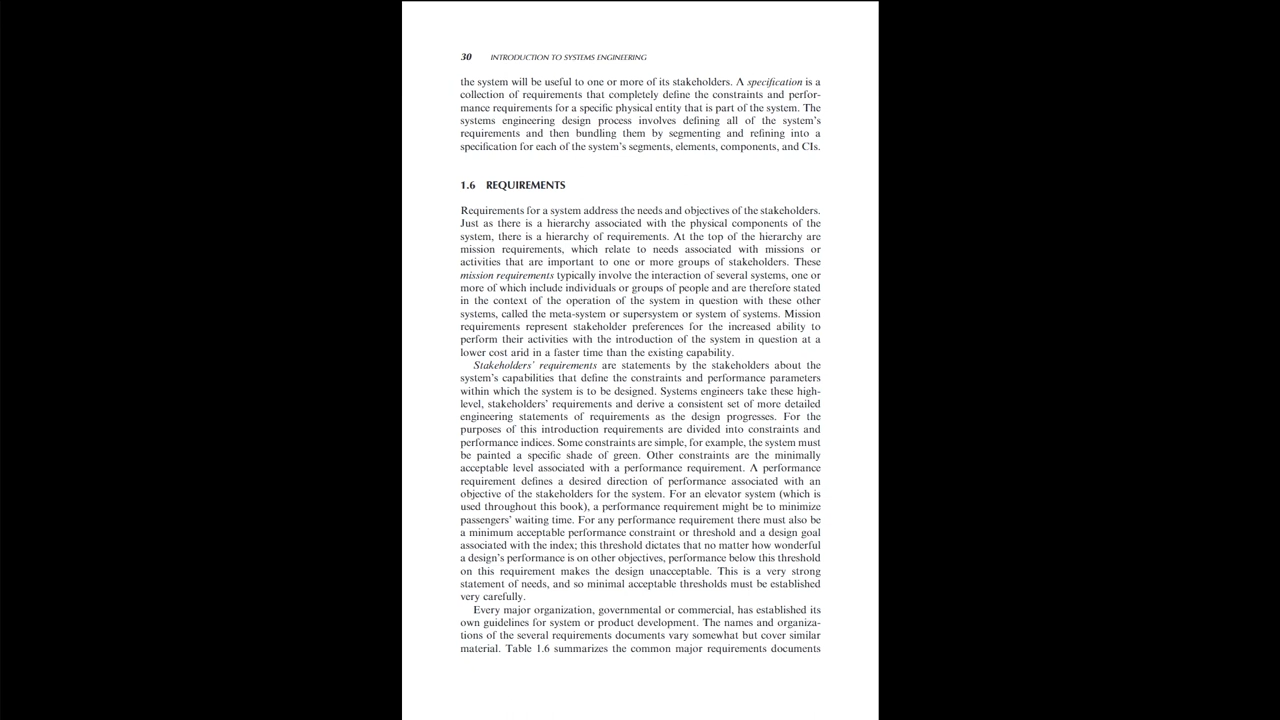 30 INTRODUCTION TO SYSTEMS ENGINEERING
the system will be useful to one or more of its stakeholders. A specification is a
collection of requirements that completely define the constraints and perfor-
mance requirements for a specific physical entity that is part of the system. The
systems engineering design process involves defining all of the system's
requirements and then bundling them by segmenting and refining into a
specification for each of the system's segments, elements, components, and CIs.
1.6 REQUIREMENTS
Requirements for a system address the needs and objectives of the stakeholders.
Just as there is a hierarchy associated with the physical components of the
system, there is a hierarchy of requirements. At the top of the hierarchy are
mission requirements, which relate to needs associated with missions or
activities that are important to one or more groups of stakeholders. These
mission requirements typically involve the interaction of several systems, one or
more of which include individuals or groups of people and are therefore stated
in the context of the operation of the system in question with these other
systems, called the meta-system or supersystem or system of systems. Mission
requirements represent stakeholder preferences for the increased ability to
perform their activities with the introduction of the system in question at a
lower cost arid in a faster time than the existing capability.
Stakeholders' requirements are statements by the stakeholders about the
system's capabilities that define the constraints and performance parameters
within which the system is to be designed. Systems engineers take these high-
level, stakeholders' requirements and derive a consistent set of more detailed
engineering statements of requirements as the design progresses. For the
purposes of this introduction requirements are divided into constraints and
performance indices. Some constraints are simple, for example, the system must
be painted a specific shade of green. Other constraints are the minimally
acceptable level associated with a performance requirement. A performance
requirement defines a desired direction of performance associated with an
objective of the stakeholders for the system. For an elevator system (which is
used throughout this book), a performance requirement might be to minimize
passengers' waiting time. For any performance requirement there must also be
a minimum acceptable performance constraint or threshold and a design goal
associated with the index; this threshold dictates that no matter how wonderful
a design's performance is on other objectives, performance below this threshold
on this requirement makes the design unacceptable. This is a very strong
statement of needs, and so minimal acceptable thresholds must be established
very carefully.
Every major organization, governmental or commercial, has established its
own guidelines for system or product development. The names and organiza-
tions of the several requirements documents vary somewhat but cover similar
material. Table 1.6 summarizes the common major requirements documents